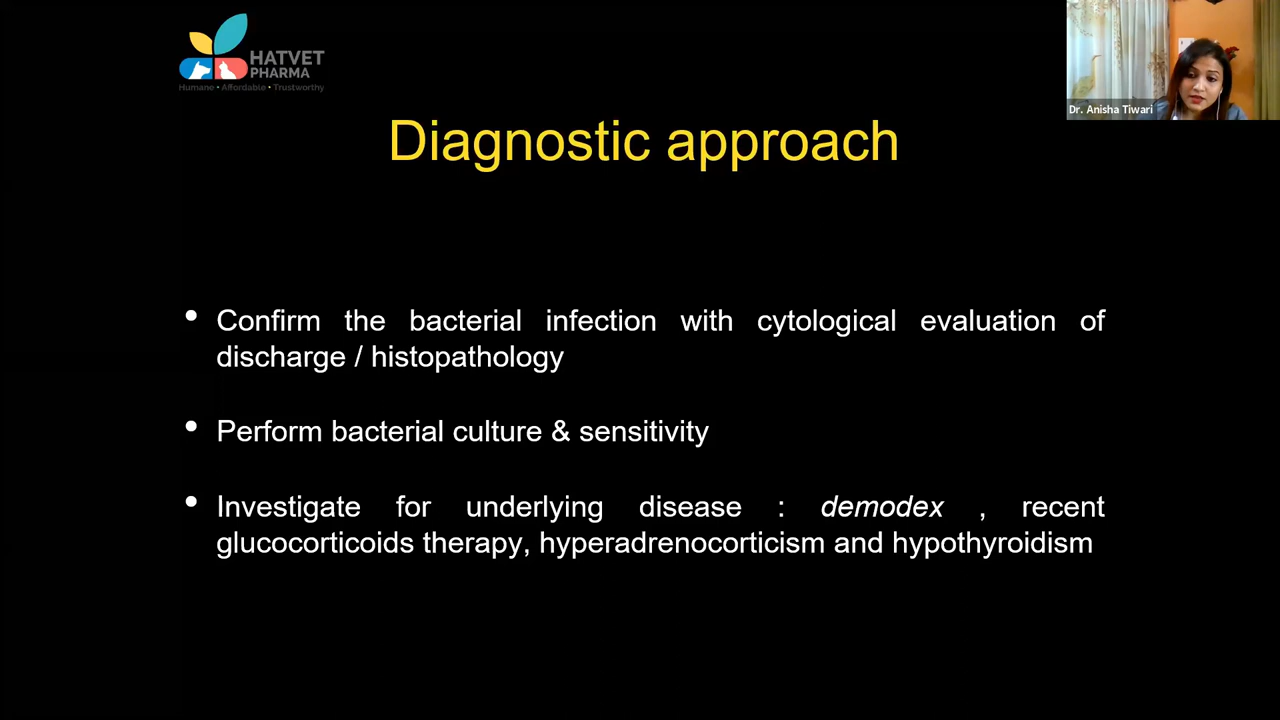 HATVET
PHARMA
Humane • Affordable • Trustworthy
Dr. Anisha Tiwari
Diagnostic approach
• Confirm the bacterial infection with cytological evaluation of
discharge / histopathology
• Perform bacterial culture & sensitivity
• Investigate for underlying disease : demodex , recent
glucocorticoids therapy, hyperadrenocorticism and hypothyroidism